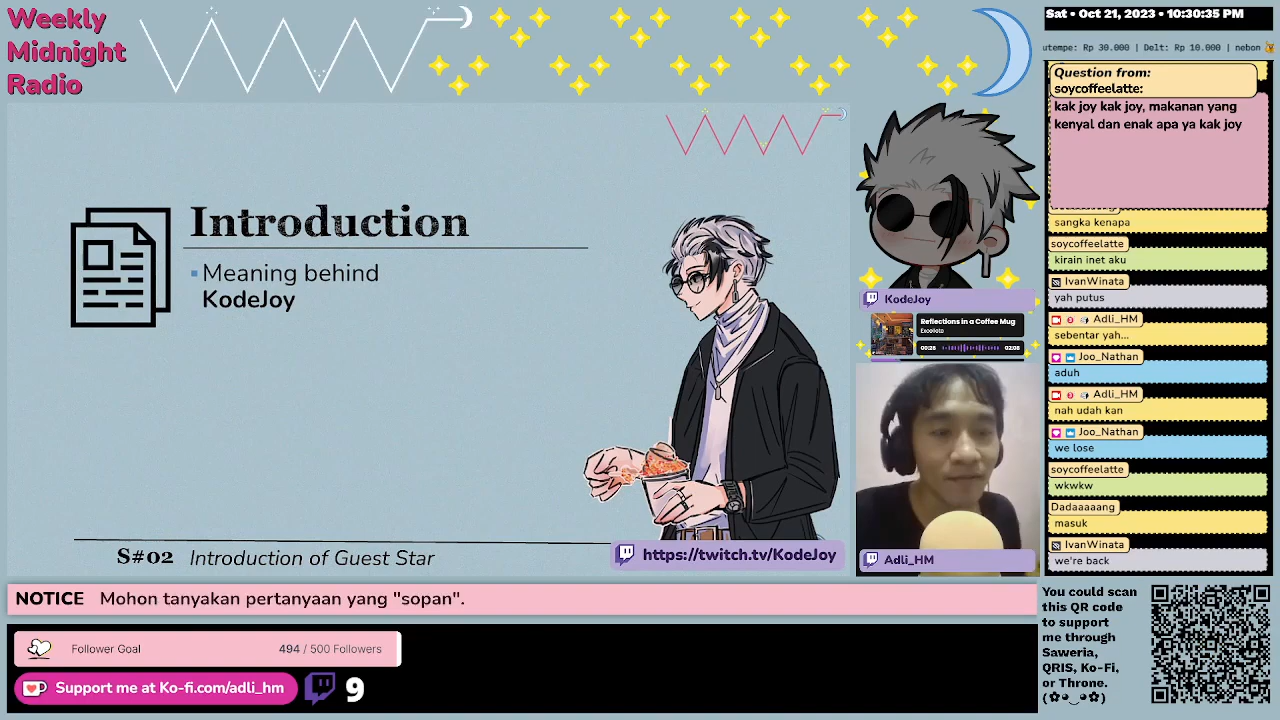 Weekly
Midnight
Radio
Sat • Oct 21, 2023 • 10:30:35 PM
utempe: Rp 30.000 | Delt: Rp 10.000 | nebon
Question from:
soycoffeelatte:
kak joy kak joy, makanan yang
kenyal dan enak apa ya kak joy
sangka kenapa
soycoffeelatte
kirain inet aku
IvanWinata
yah putus
Adli_HM
sebentar yah...
Joo_Nathan
aduh
Adli_HM
nah udah kan
Joo_Nathan
we lose
soycoffeelatte
wkwkw
Dadaaaaang
masuk
IvanWinata
we're back
Introduction
Meaning behind
KodeJoy
S#02 Introduction of Guest Star
https://twitch.tv/KodeJoy
KodeJoy
Reflections in a Coffee Mug
00:28
02:08
Adli_HM
NOTICE Mohon tanyakan pertanyaan yang "sopan".
Follower Goal 494 / 500 Followers
Support me at Ko-fi.com/adli_hm
9
You could scan
this QR code
to support
me through
Saweria,
QRIS, Ko-Fi,
or Throne.
(✿◕‿◕✿)